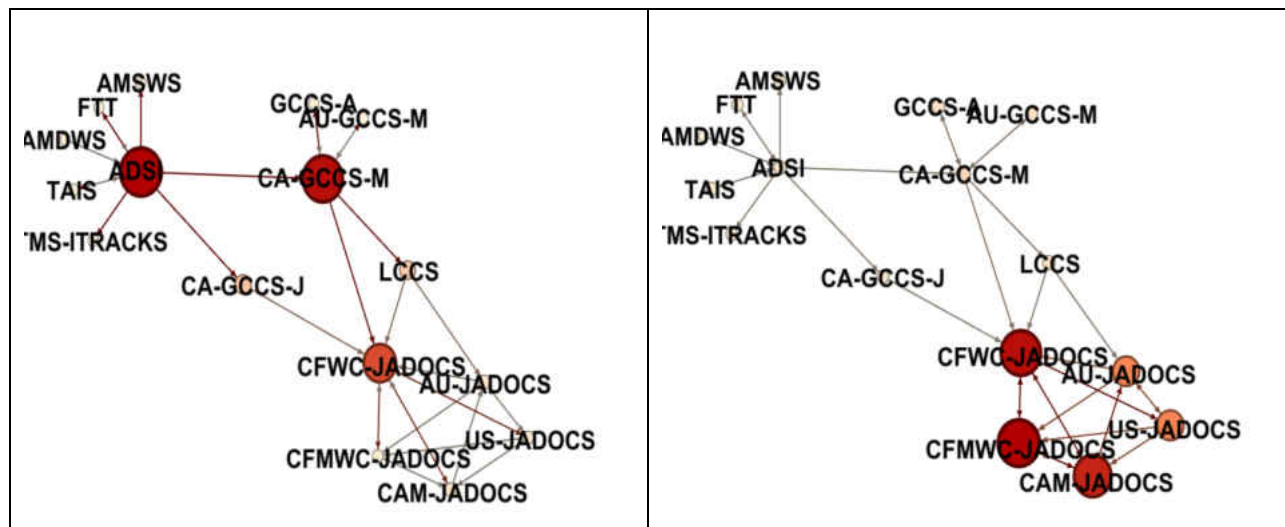 AMSWS
FTT
GCCS-A
AU-GCCS-M
AMDWS
ADSI
CA-GCCS-M
TAIS
TMS-ITRACKS
LCCS
CA-GCCS-J
CFWC-JADOCS
AU-JADOCS
US-JADOCS
CFMWC-JADOCS
CAM-JADOCS
AMSWS
FTT
GCCS-A
AU-GCCS-M
AMDWS
ADSI
CA-GCCS-M
TAIS
TMS-ITRACKS
LCCS
CA-GCCS-J
CFWC-JADOCS
AU-JADOCS
US-JADOCS
CFMWC-JADOCS
CAM-JADOCS